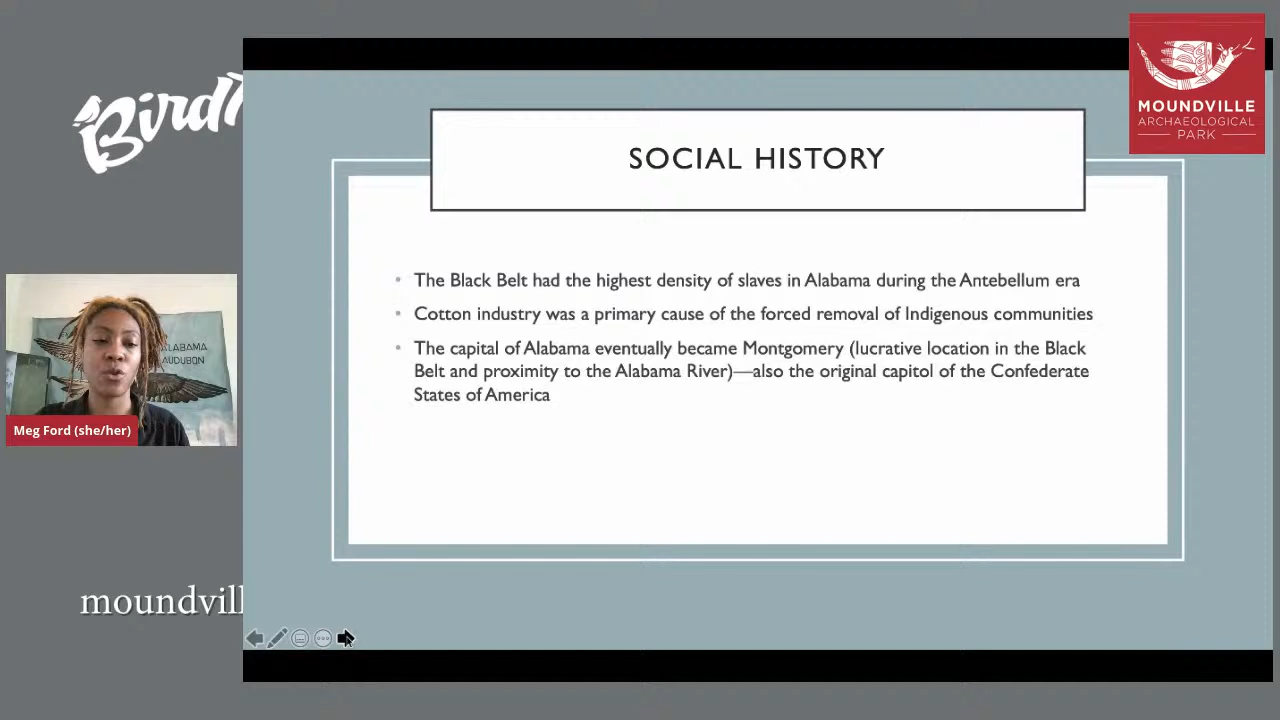 MOUNDVILLE
ARCHAEOLOGICAL
PARK
SOCIAL HISTORY
• The Black Belt had the highest density of slaves in Alabama during the Antebellum era
• Cotton industry was a primary cause of the forced removal of Indigenous communities
• The capital of Alabama eventually became Montgomery (lucrative location in the Black
Belt and proximity to the Alabama River)—also the original capitol of the Confederate
States of America
ALABAMA
AUDUBON
Meg Ford (she/her)
moundvill